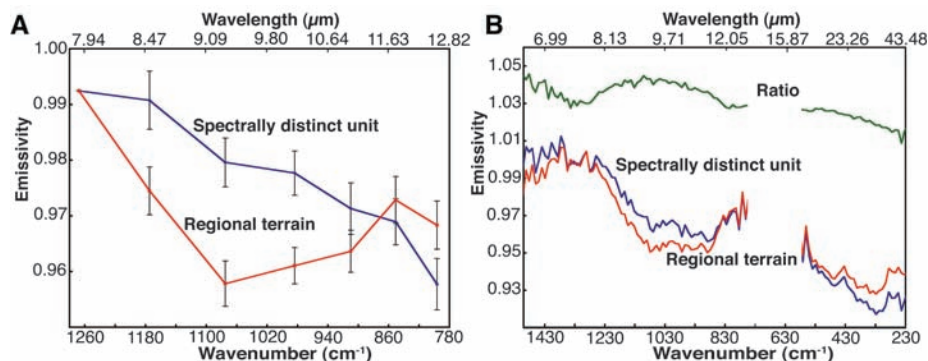 A
Wavelength (µm)
7.94 8.47 9.09 9.80 10.64 11.63 12.82
1.00
0.99
0.98
0.97
0.96
Emissivity
Spectrally distinct unit
Regional terrain
1260 1180 1100 1020 940 860 780
Wavenumber (cm-1)
B
Wavelength (µm)
6.99 8.13 9.71 12.05 15.87 23.26 43.48
1.05
1.03
1.01
0.99
0.97
0.95
0.93
Emissivity
Ratio
Spectrally distinct unit
Regional terrain
1430 1230 1030 830 630 430 230
Wavenumber (cm-1)